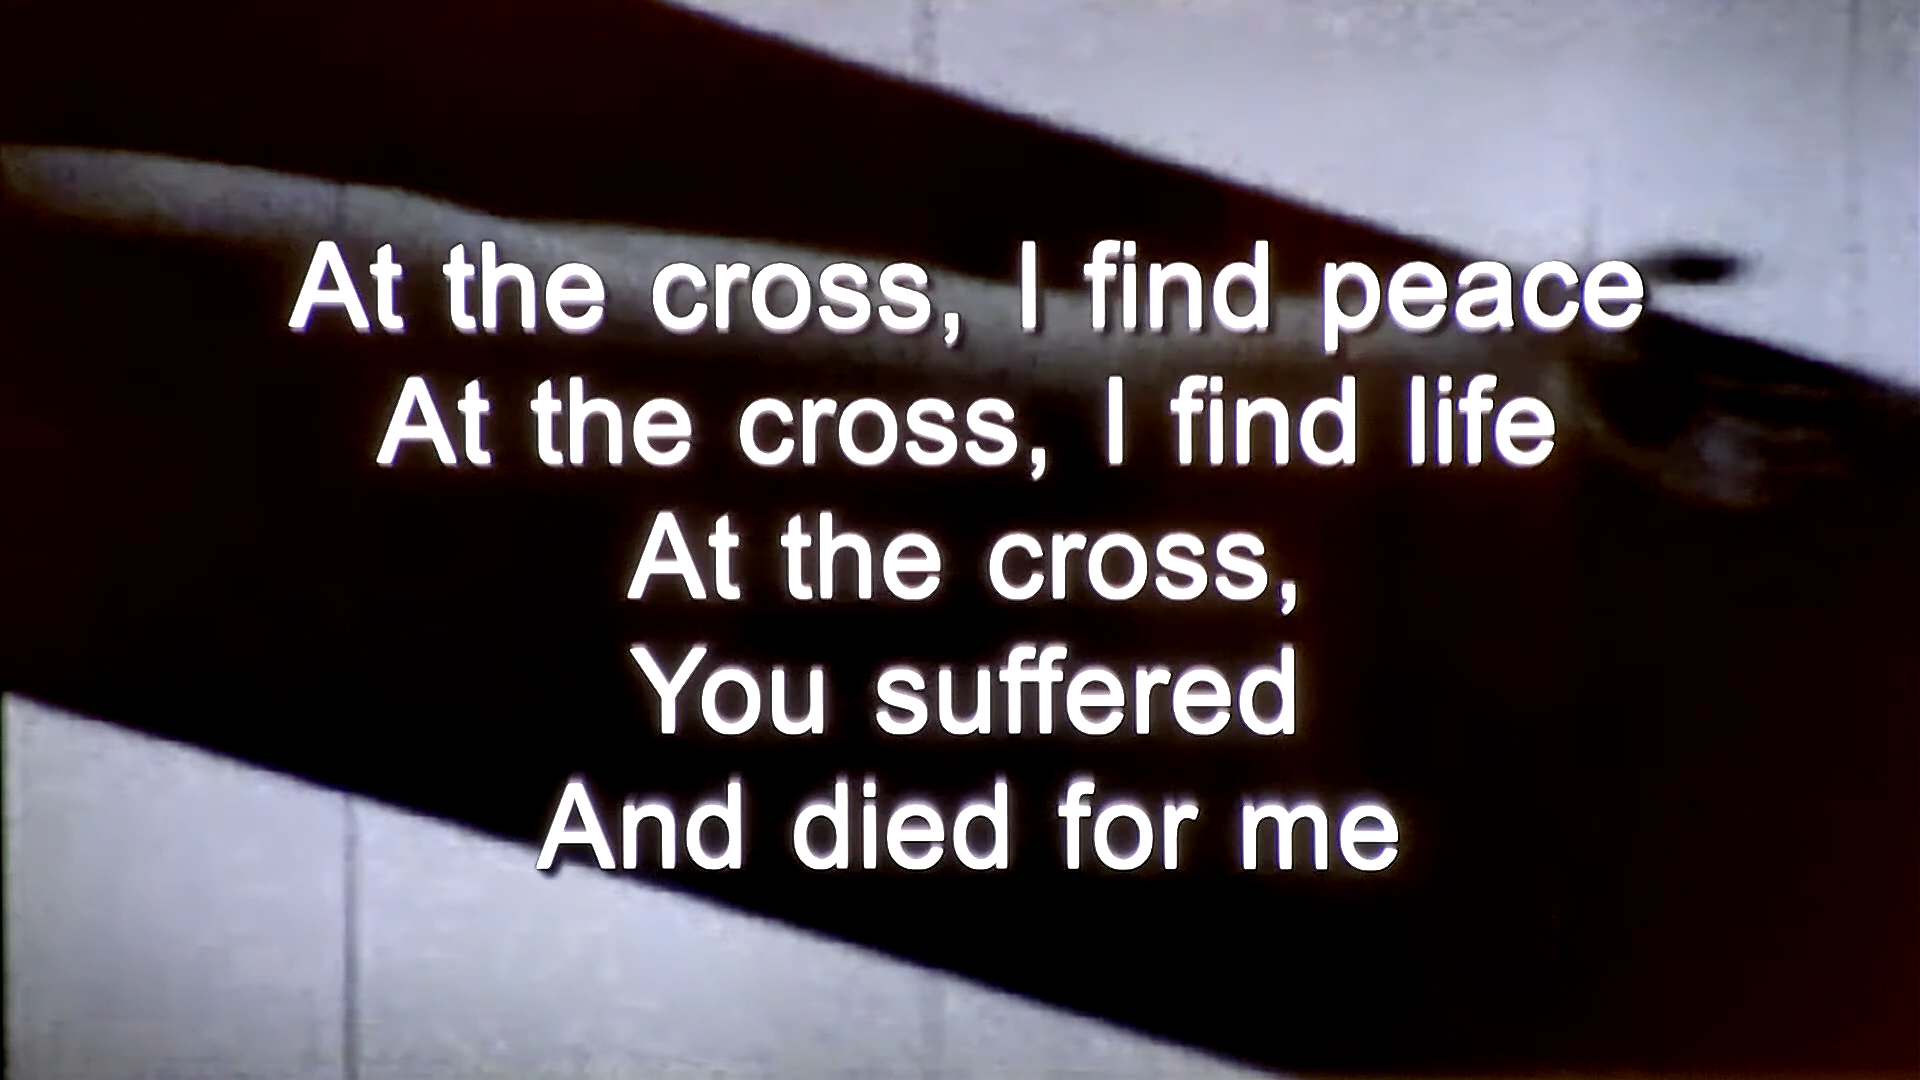 At the cross, I find peace
At the cross, I find life
At the cross,
You suffered
And died for me